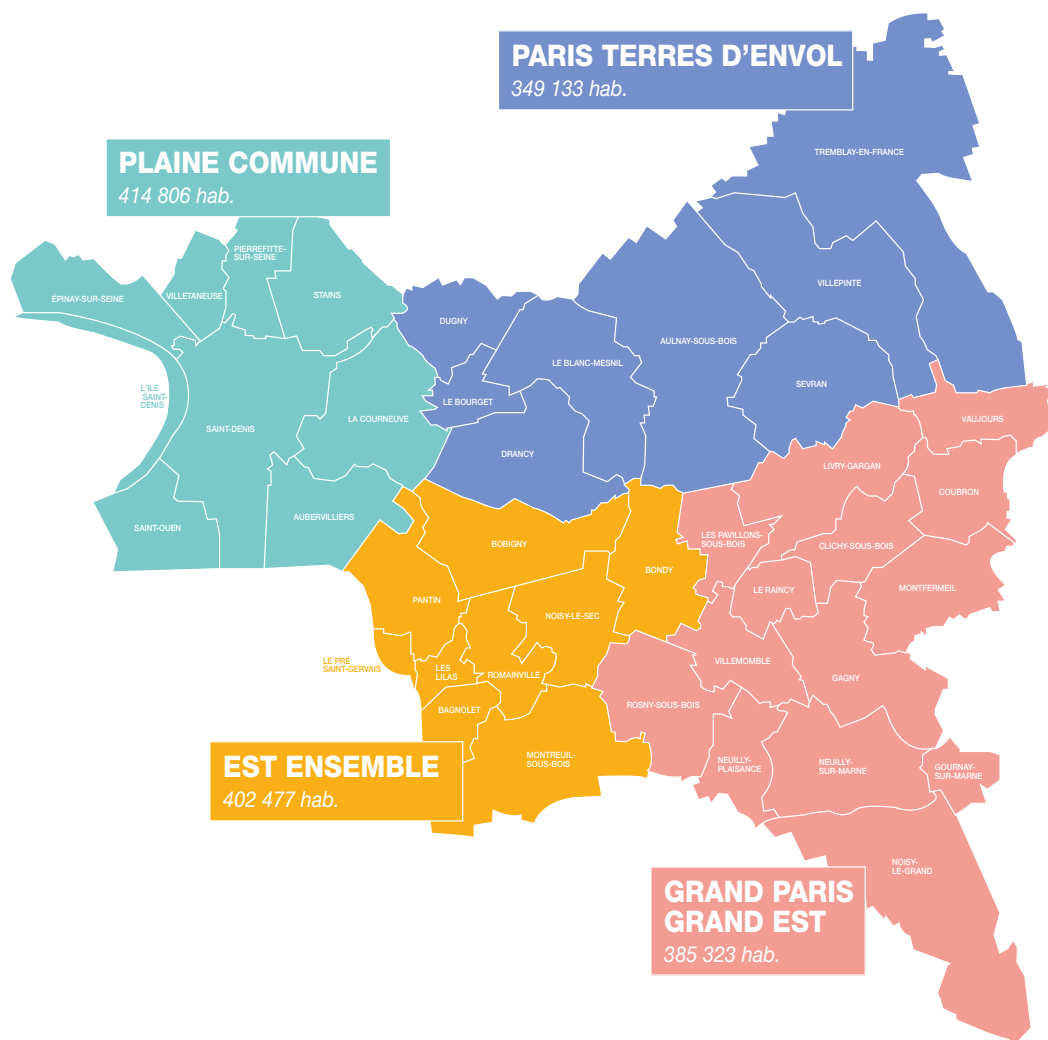 PARIS TERRES D'ENVOL
349 133 hab.
TREMBLAY-EN-FRANCE
PLAINE COMMUNE
414 806 hab.
PIERREFITTE-
SUR-SEINE
VILLETANEUSE
STAINS
ÉPINAY-SUR-SEINE
VILLEPINTE
DUGNY
AULNAY-SOUS-BOIS
LE BLANC-MESNIL
SEVRAN
L'ILE
SAINT-
DENIS
LE BOURGET
SAINT-DENIS
LA COURNEUVE
VAUJOURS
DRANCY
LIVRY-GARGAN
COUBRON
SAINT-OUEN
AUBERVILLIERS
LES PAVILLONS-
SOUS-BOIS
BOBIGNY
CLICHY-SOUS-BOIS
BONDY
LE RAINCY
MONTFERMEIL
PANTIN
NOISY-LE-SEC
LE PRÉ
SAINT-GERVAIS
LES
LILAS
ROMAINVILLE
VILLEMOMBLE
GAGNY
BAGNOLET
ROSNY-SOUS-BOIS
MONTREUIL-
SOUS-BOIS
NEUILLY-
PLAISANCE
NEUILLY-
SUR-MARNE
GOURNAY-
SUR-MARNE
EST ENSEMBLE
402 477 hab.
NOISY-
LE-GRAND
GRAND PARIS
GRAND EST
385 323 hab.